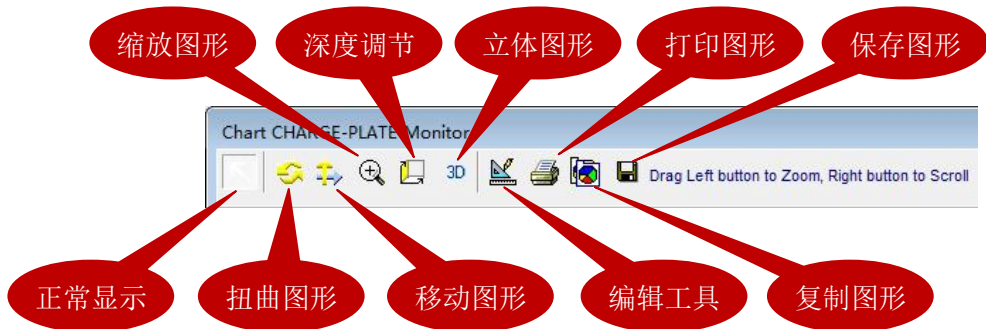 缩放图形 深度调节 立体图形 打印图形 保存图形
Chart CHARGE-PLATE Monitor
3D Drag Left button to Zoom, Right button to Scroll
正常显示 扭曲图形 移动图形 编辑工具 复制图形